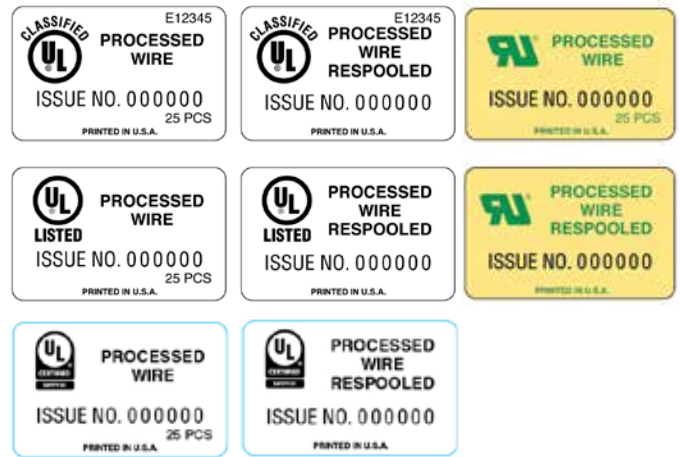 CLASSIFIED
UL
®
E12345
PROCESSED
WIRE
ISSUE NO. 000000
25 PCS
PRINTED IN U.S.A.
CLASSIFIED
UL
®
E12345
PROCESSED
WIRE
RESPOOLED
ISSUE NO. 000000
PRINTED IN U.S.A.
PROCESSED
WIRE
ISSUE NO. 000000
25 PCS
PRINTED IN U.S.A.
UL
LISTED
PROCESSED
WIRE
ISSUE NO. 000000
25 PCS
PRINTED IN U.S.A.
UL
LISTED
PROCESSED
WIRE
RESPOOLED
ISSUE NO. 000000
PRINTED IN U.S.A.
PROCESSED
WIRE
RESPOOLED
ISSUE NO. 000000
PRINTED IN U.S.A.
UL
CERTIFIED
PROCESSED
WIRE
ISSUE NO. 000000
25 PCS
PRINTED IN U.S.A.
UL
CERTIFIED
PROCESSED
WIRE
RESPOOLED
ISSUE NO. 000000
PRINTED IN U.S.A.